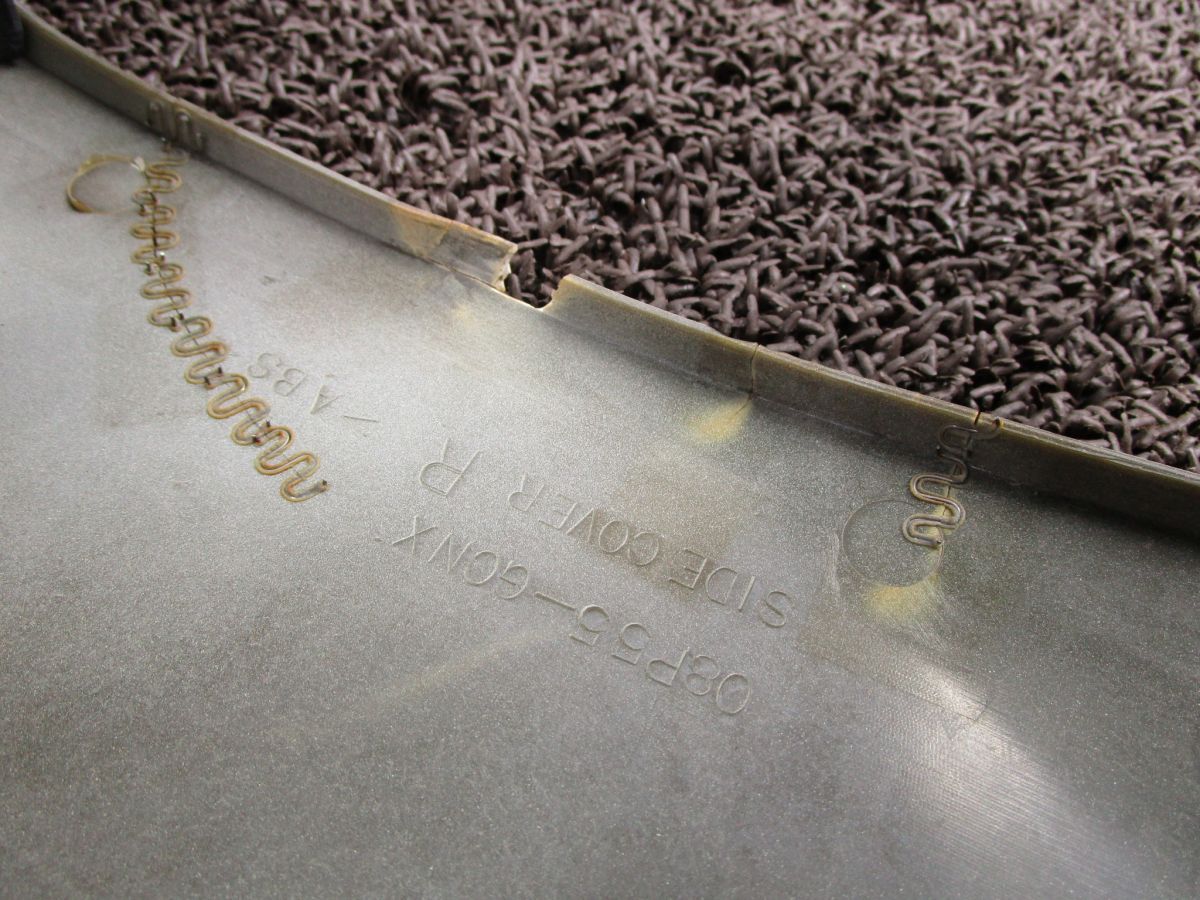 08P55-GCNX
SIDE COVER R
>ABS